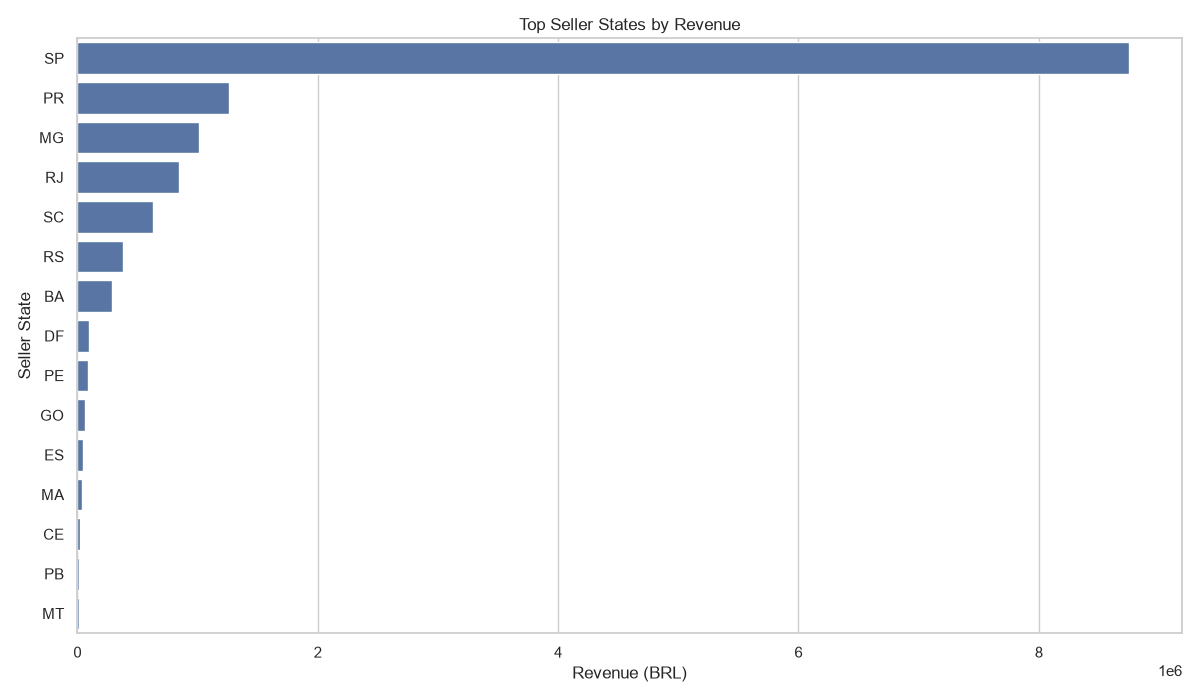 Top Seller States by Revenue
SP
PR
MG
RJ
SC
RS
BA
DF
PE
GO
ES
MA
CE
PB
MT
Seller State
0 2 4 6 8
1e6
Revenue (BRL)